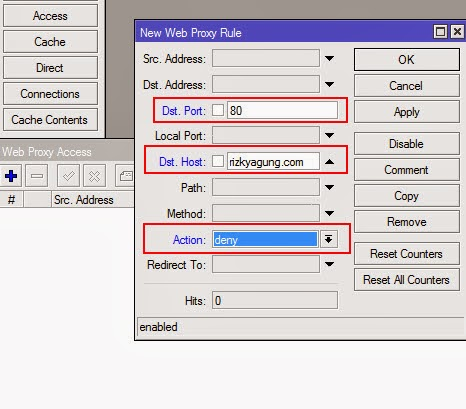 Access
Cache
Direct
Connections
Cache Contents
Web Proxy Access
# Src. Address
New Web Proxy Rule
Src. Address:
Dst. Address:
Dst. Port: 80
Local Port:
Dst. Host: rizkyagung.com
Path:
Method:
Action: deny
Redirect To:
Hits: 0
enabled
OK
Cancel
Apply
Disable
Comment
Copy
Remove
Reset Counters
Reset All Counters